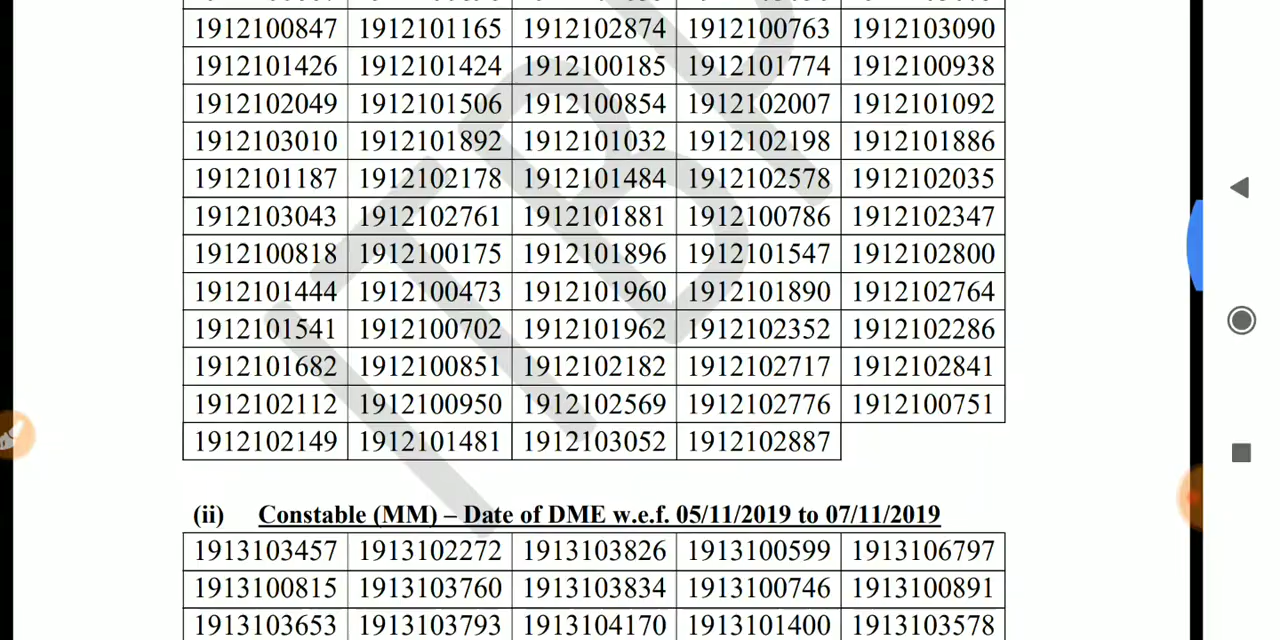 1912100847 1912101165 1912102874 1912100763 1912103090
1912101426 1912101424 1912100185 1912101774 1912100938
1912102049 1912101506 1912100854 1912102007 1912101092
1912103010 1912101892 1912101032 1912102198 1912101886
1912101187 1912102178 1912101484 1912102578 1912102035
1912103043 1912102761 1912101881 1912100786 1912102347
1912100818 1912100175 1912101896 1912101547 1912102800
1912101444 1912100473 1912101960 1912101890 1912102764
1912101541 1912100702 1912101962 1912102352 1912102286
1912101682 1912100851 1912102182 1912102717 1912102841
1912102112 1912100950 1912102569 1912102776 1912100751
1912102149 1912101481 1912103052 1912102887
(ii) Constable (MM) – Date of DME w.e.f. 05/11/2019 to 07/11/2019
1913103457 1913102272 1913103826 1913100599 1913106797
1913100815 1913103760 1913103834 1913100746 1913100891
1913103653 1913103793 1913104170 1913101400 1913103578